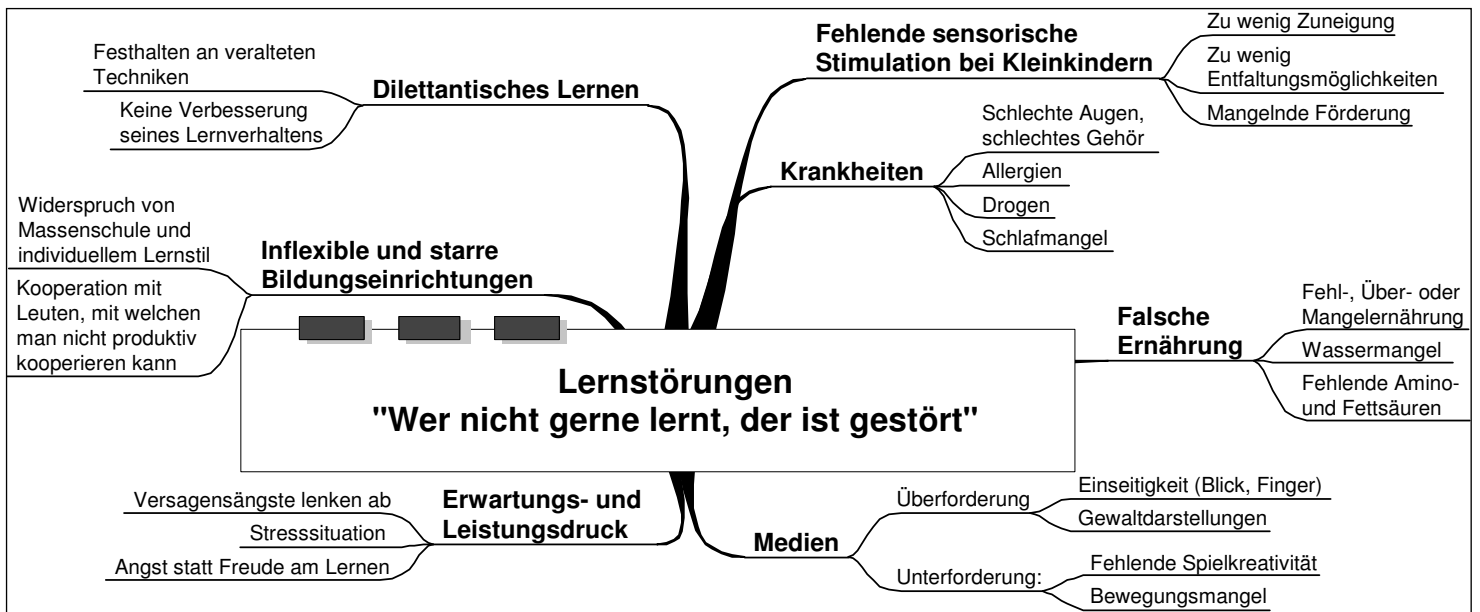 Lernstörungen
"Wer nicht gerne lernt, der ist gestört"
Fehlende sensorische
Stimulation bei Kleinkindern
Zu wenig Zuneigung
Zu wenig
Entfaltungsmöglichkeiten
Mangelnde Förderung
Krankheiten
Schlechte Augen,
schlechtes Gehör
Allergien
Drogen
Schlafmangel
Falsche
Ernährung
Fehl-, Über- oder
Mangelernährung
Wassermangel
Fehlende Amino-
und Fettsäuren
Medien
Überforderung
Einseitigkeit (Blick, Finger)
Gewaltdarstellungen
Unterforderung:
Fehlende Spielkreativität
Bewegungsmangel
Erwartungs- und
Leistungsdruck
Versagensängste lenken ab
Stresssituation
Angst statt Freude am Lernen
Inflexible und starre
Bildungseinrichtungen
Widerspruch von
Massenschule und
individuellem Lernstil
Kooperation mit
Leuten, mit welchen
man nicht produktiv
kooperieren kann
Dilettantisches Lernen
Festhalten an veralteten
Techniken
Keine Verbesserung
seines Lernverhaltens